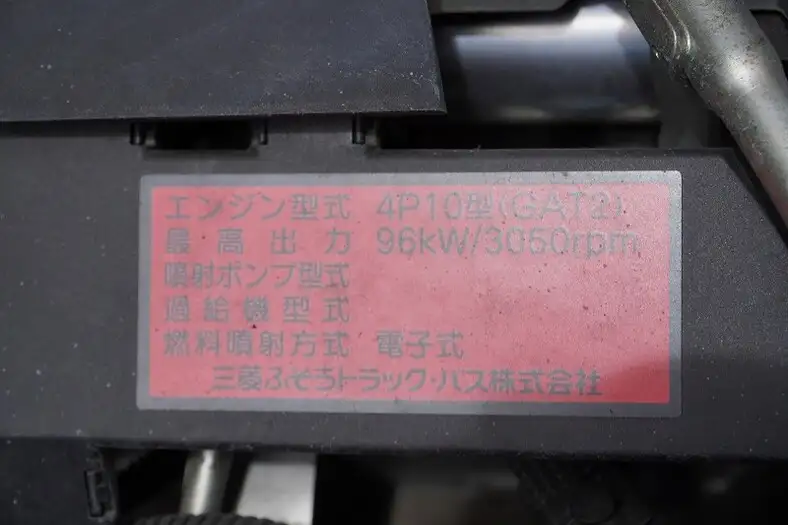 エンジン型式 4P10型(GAT2)
最高出力 96kW/3050rpm
噴射ポンプ型式
過給機型式
燃料噴射方式 電子式
三菱ふそうトラック・バス株式会社